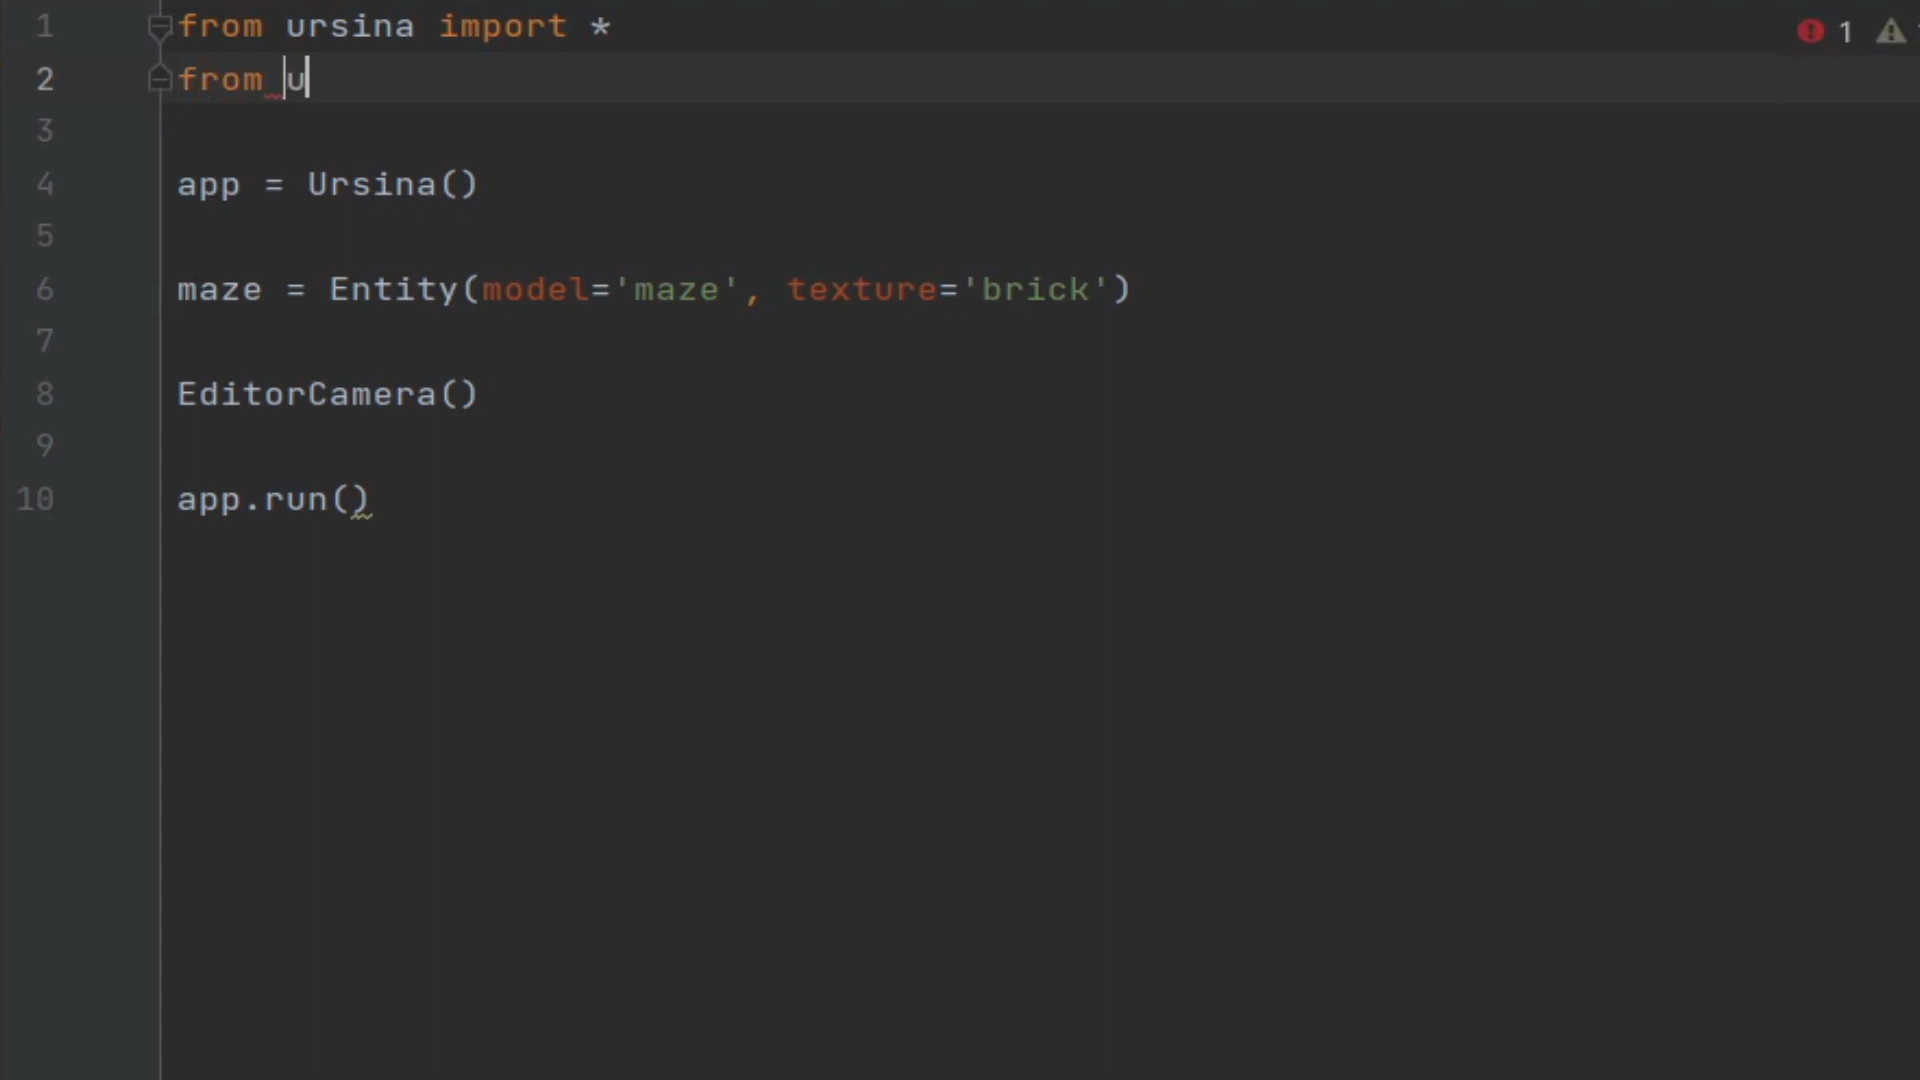 1 from ursina import *
2 from u
3
4 app = Ursina()
5
6 maze = Entity(model='maze', texture='brick')
7
8 EditorCamera()
9
10 app.run()
1